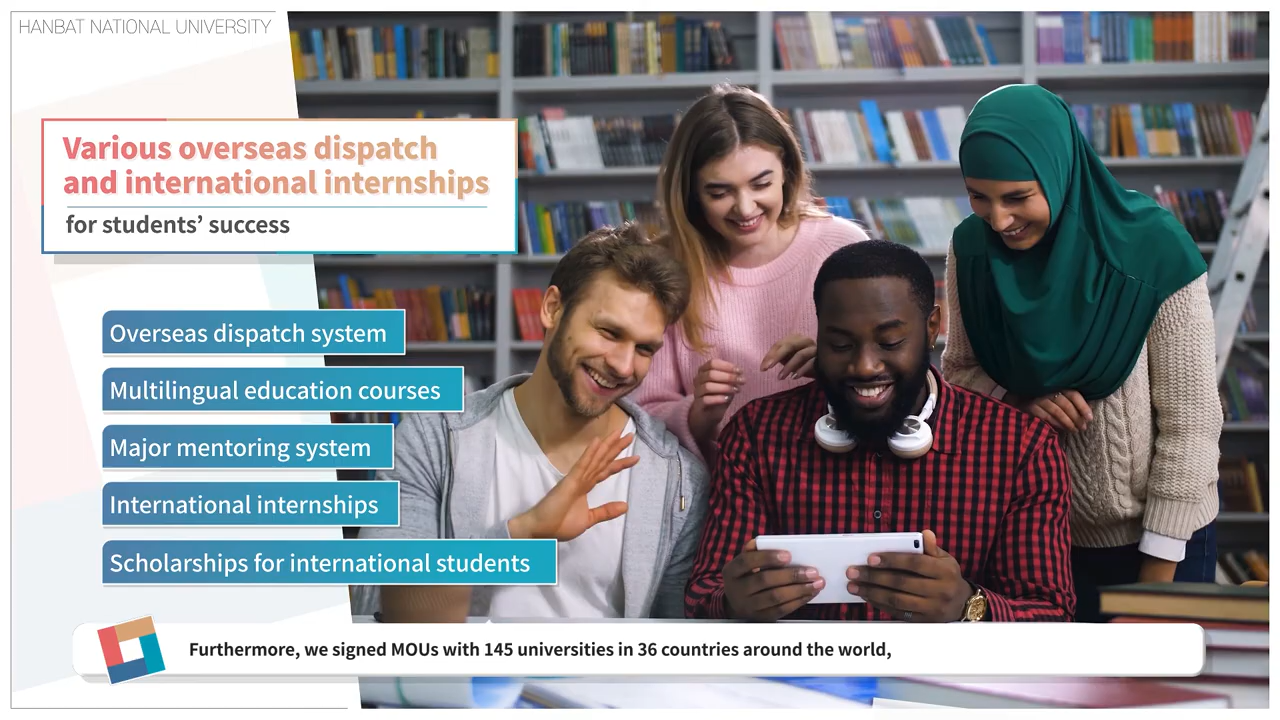 HANBAT NATIONAL UNIVERSITY
Various overseas dispatch
and international internships
for students’ success
Overseas dispatch system
Multilingual education courses
Major mentoring system
International internships
Scholarships for international students
Furthermore, we signed MOUs with 145 universities in 36 countries around the world,